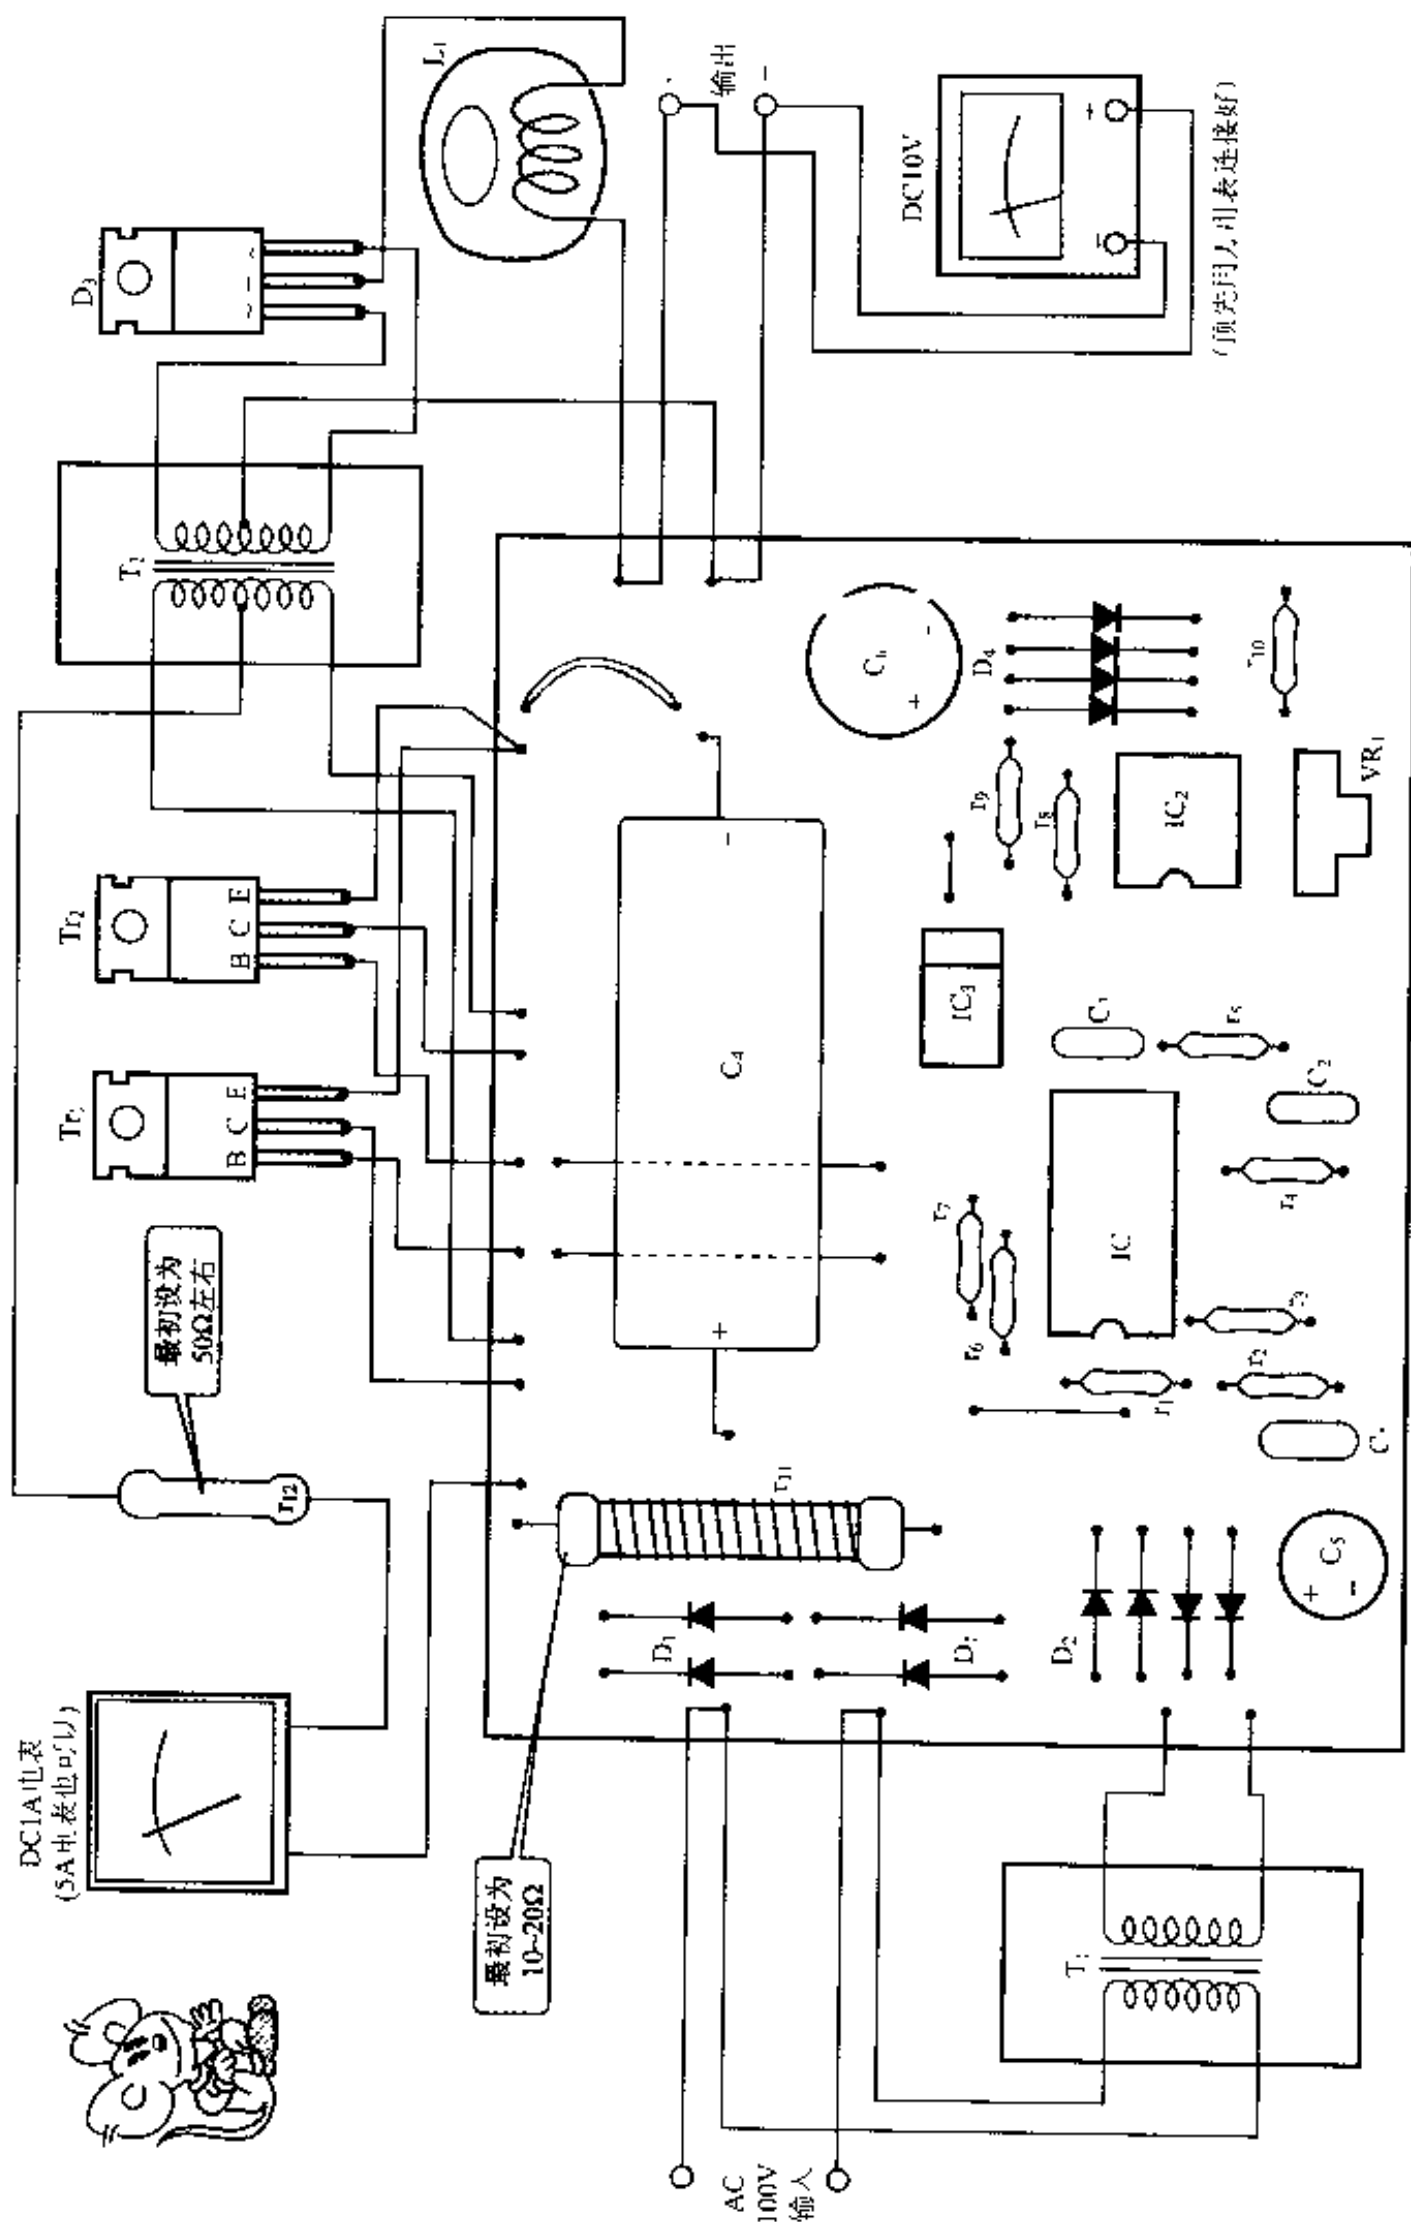 DC1A电表
(5A电表也可以)
最初设为
50Ω左右
r₁₂
Tr₁
B C E
Tr₂
B C E
T₂
D₃
~ - ~
L₁
输出
-
DC10V
- +
(预先用万用表连接好)
最初设为
10~20Ω
r₁₁
D₁
D₁
D₂
+ C₄ -
C₅
+ -
C₆
+ -
D₄
r₁
r₂
r₃
r₄
r₅
r₆
r₇
r₈
r₉
r₁₀
IC
IC₂
IC₃
C₂
VR₁
AC
100V
输入
T₁